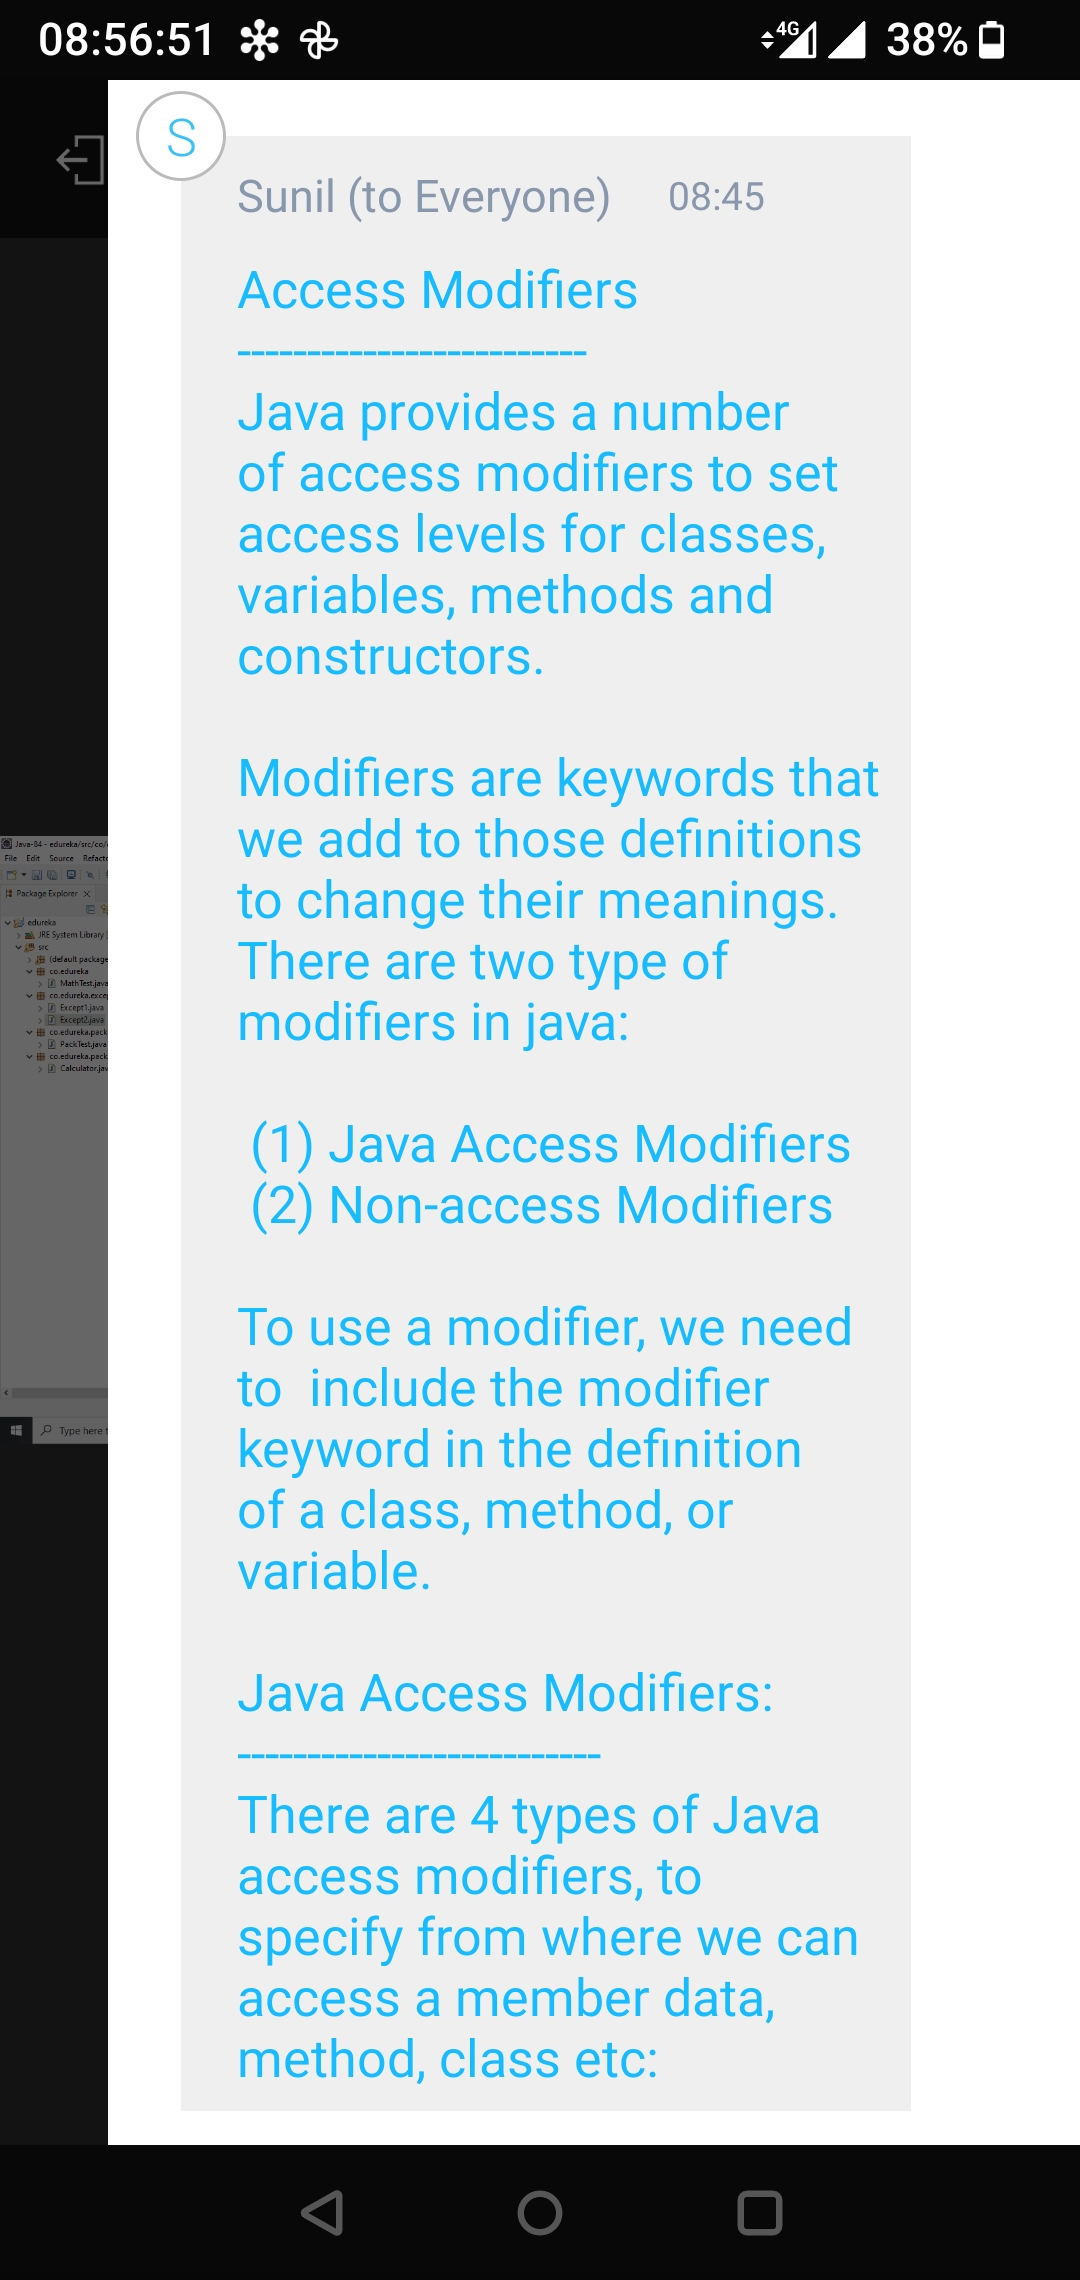 08:56:51
4G
38%
S
Sunil (to Everyone) 08:45
Access Modifiers
-------------------------
Java provides a number
of access modifiers to set
access levels for classes,
variables, methods and
constructors.
Modifiers are keywords that
we add to those definitions
to change their meanings.
There are two type of
modifiers in java:
(1) Java Access Modifiers
(2) Non-access Modifiers
To use a modifier, we need
to  include the modifier
keyword in the definition
of a class, method, or
variable.
Java Access Modifiers:
--------------------------
There are 4 types of Java
access modifiers, to
specify from where we can
access a member data,
method, class etc:
Java-84 - edureka/src/co/
File Edit Source Refacto
Package Explorer
edureka
JRE System Library
src
(default package
co.edureka
MathTest.java
co.edureka.exce
Except1.java
Except2.java
co.edureka.pack
PackTest.java
co.edureka.pack
Calculator.jav
Type here t